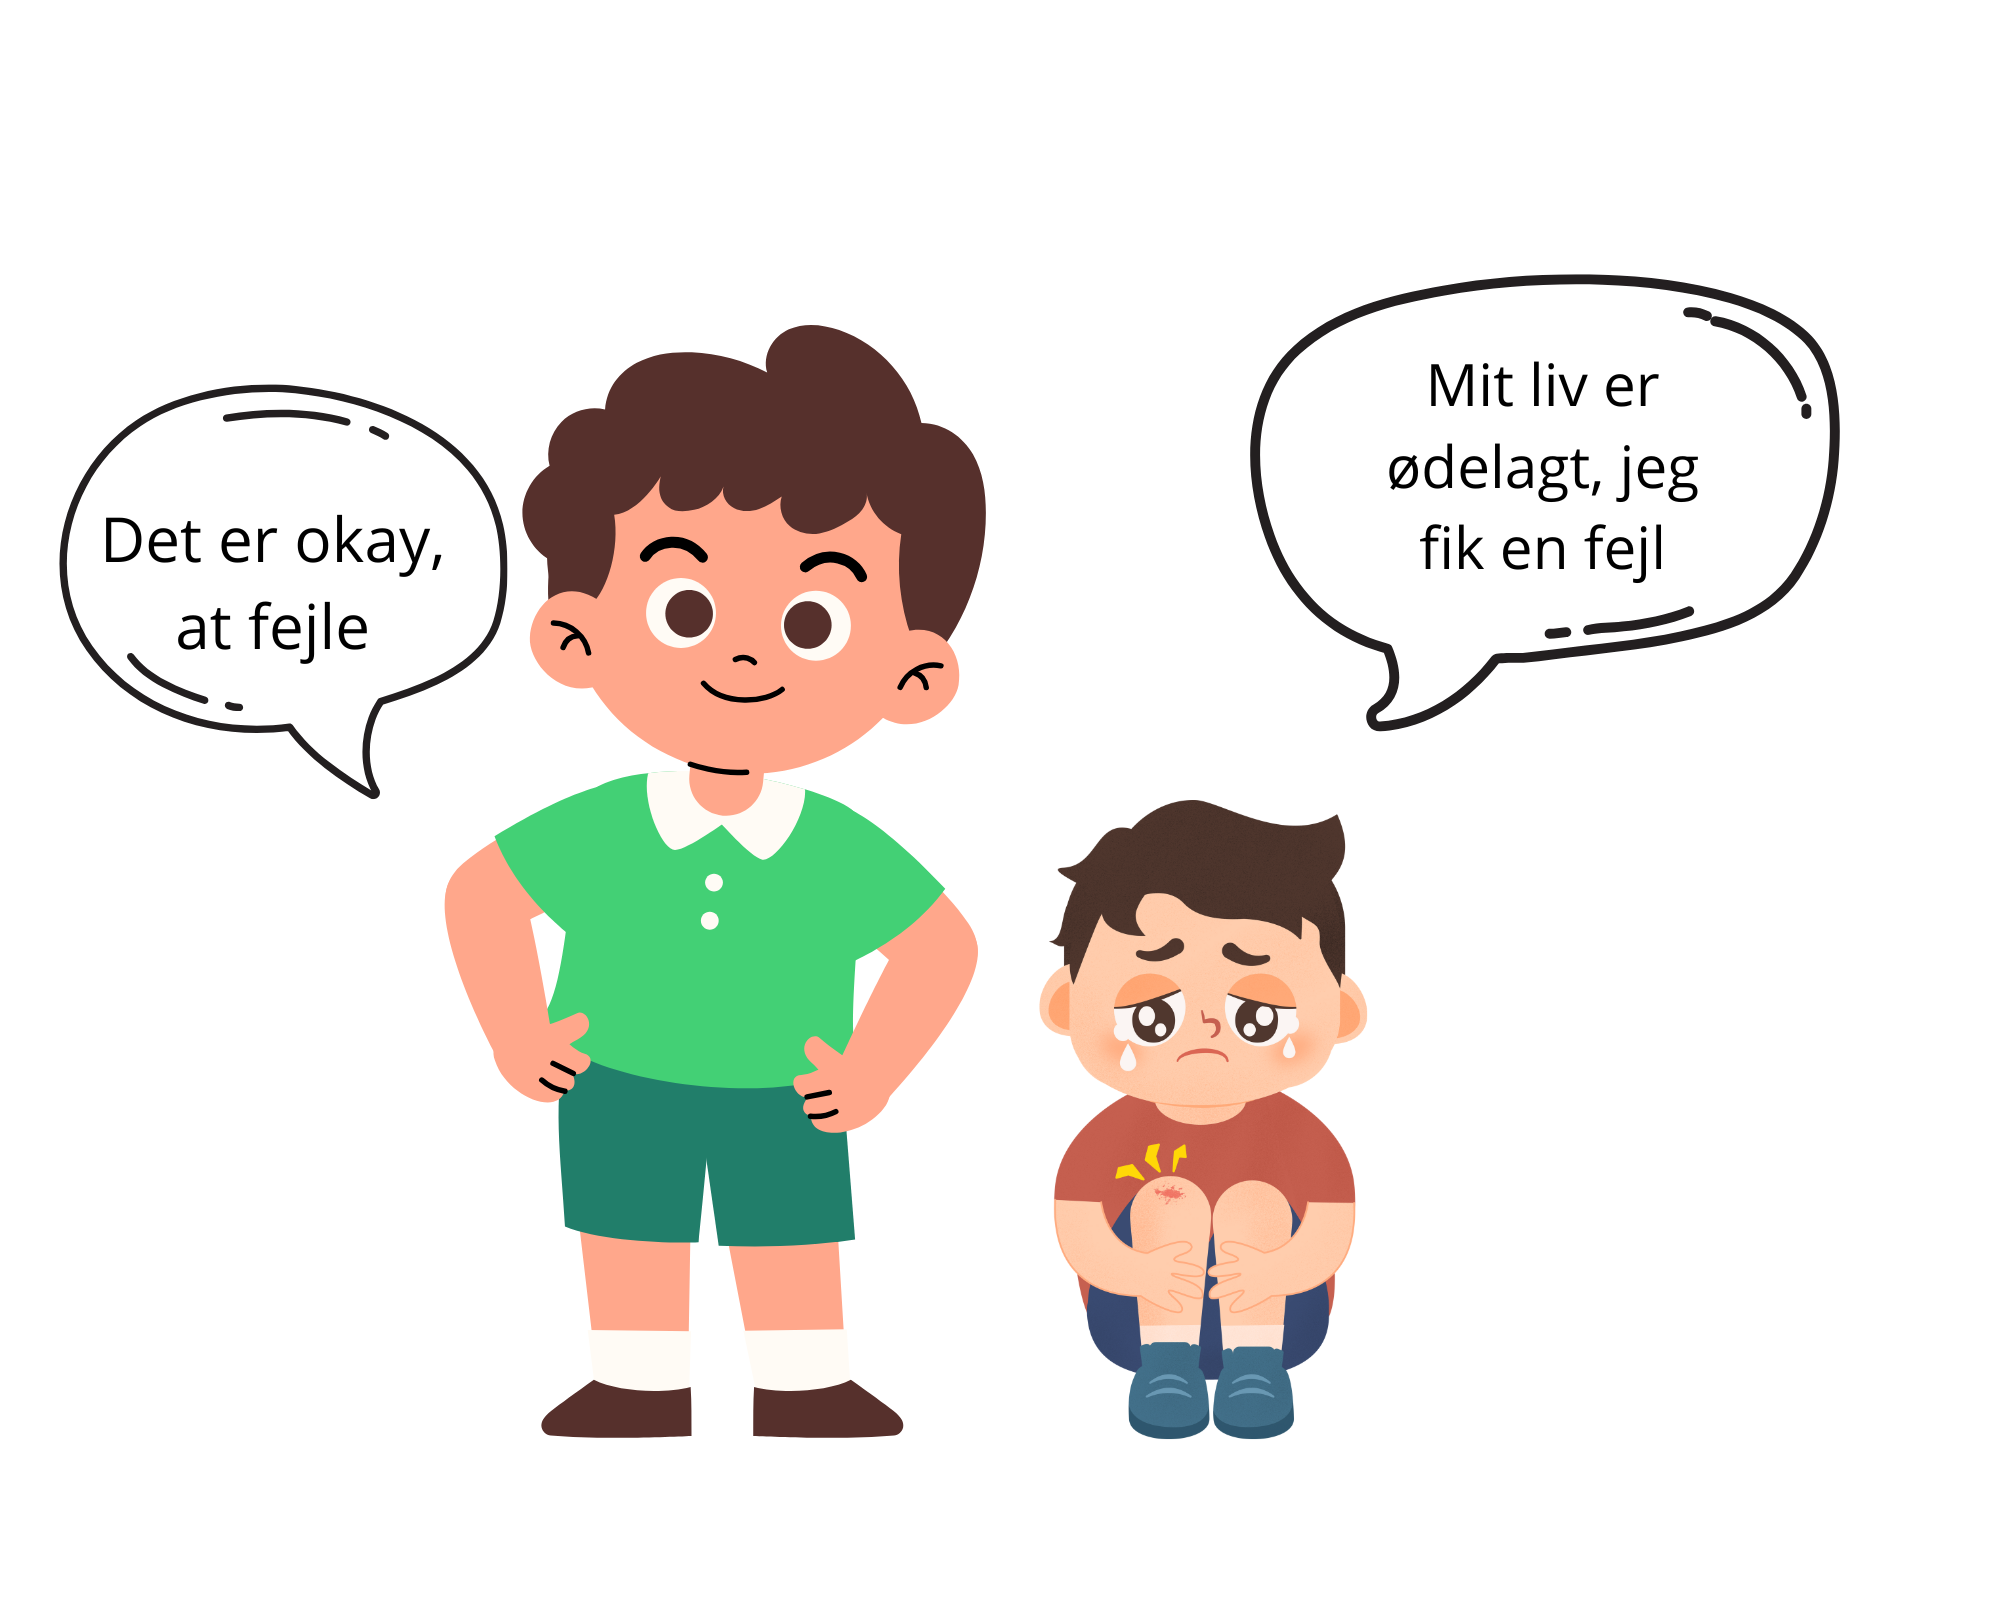 Det er okay,
at fejle
Mit liv er
ødelagt, jeg
fik en fejl